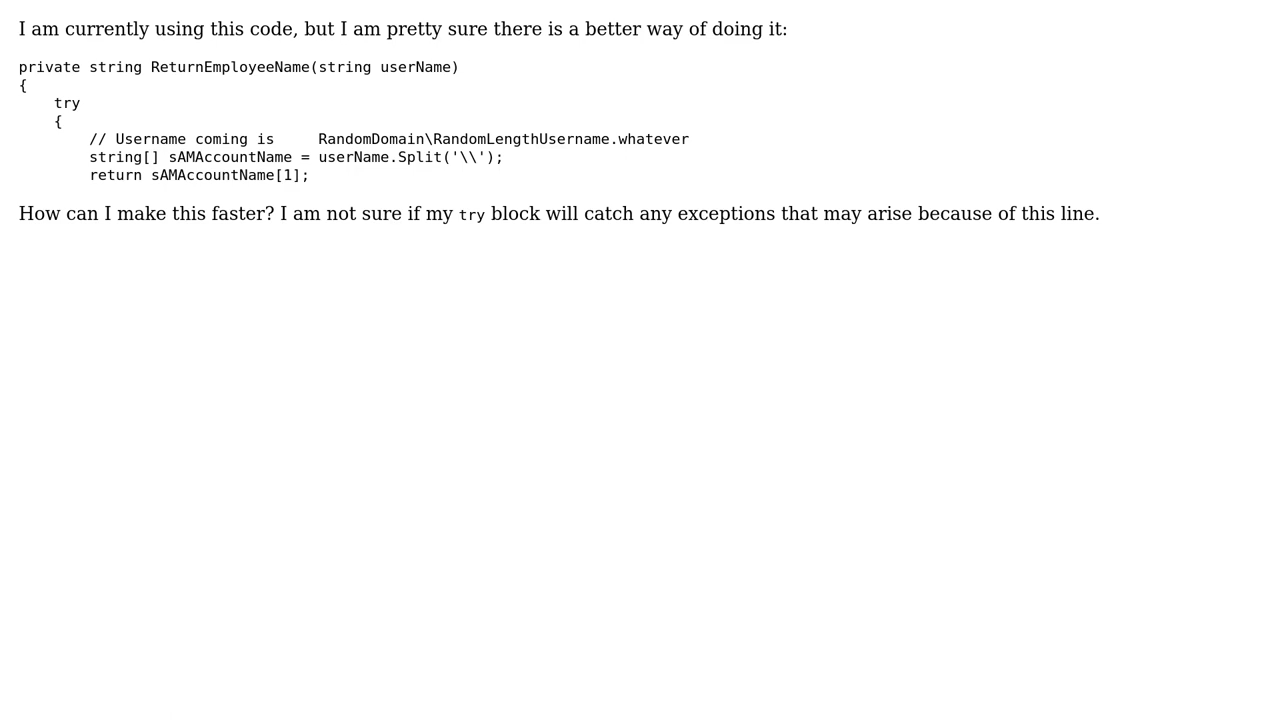 I am currently using this code, but I am pretty sure there is a better way of doing it:
private string ReturnEmployeeName(string userName)
{
    try
    {
        // Username coming is     RandomDomain\RandomLengthUsername.whatever
        string[] sAMAccountName = userName.Split('\\');
        return sAMAccountName[1];
How can I make this faster? I am not sure if my try block will catch any exceptions that may arise because of this line.